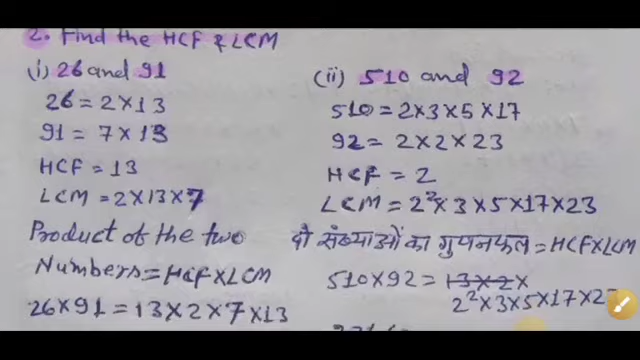 2. Find the HCF & LCM
(i) 26 and 91
26 = 2×13
91 = 7×13
HCF = 13
LCM = 2×13×7
Product of the two
Numbers = HCF×LCM
26×91 = 13×2×7×13
(ii) 510 and 92
510 = 2×3×5×17
92 = 2×2×23
HCF = 2
LCM = 2²×3×5×17×23
दो संख्याओं का गुणनफल = HCF×LCM
510×92 = 13×2×
2²×3×5×17×23